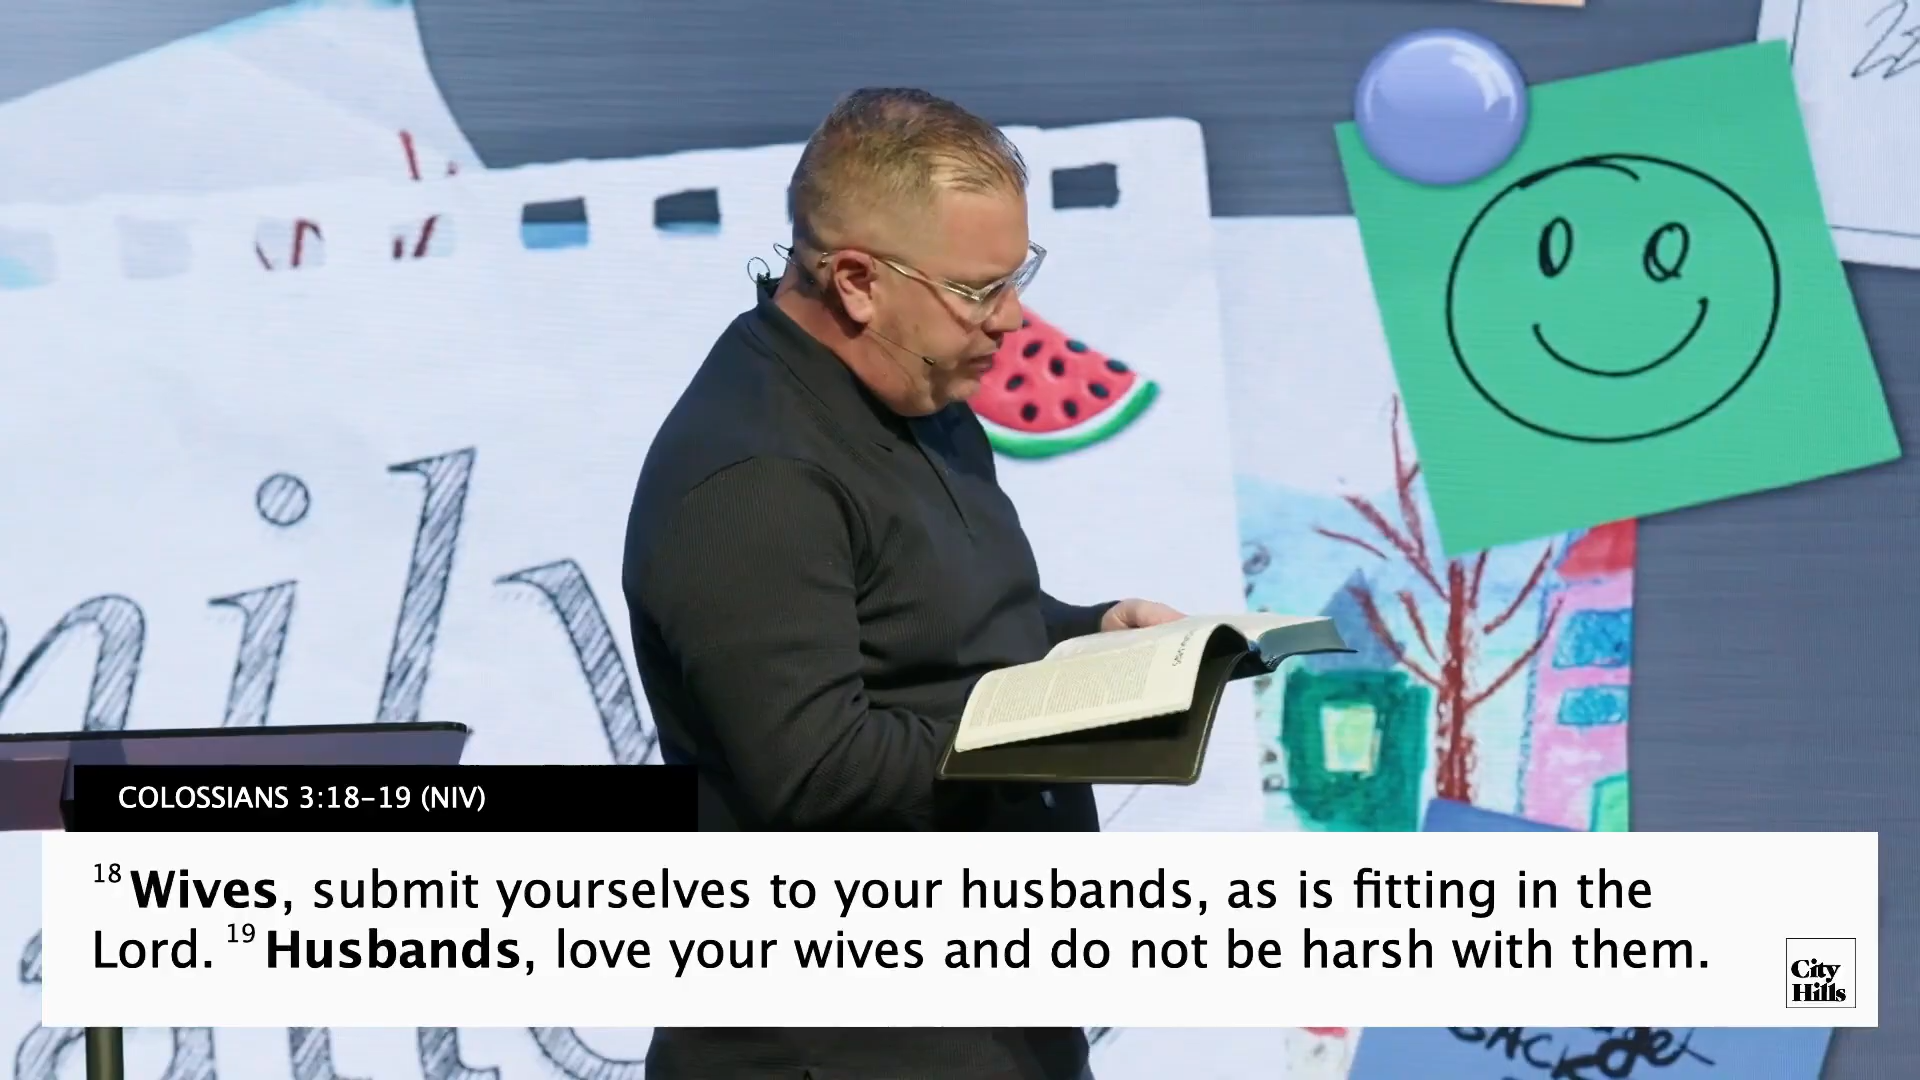 mily
COLOSSIANS 3:18–19 (NIV)
18 Wives, submit yourselves to your husbands, as is fitting in the
Lord. 19 Husbands, love your wives and do not be harsh with them.
City
Hills